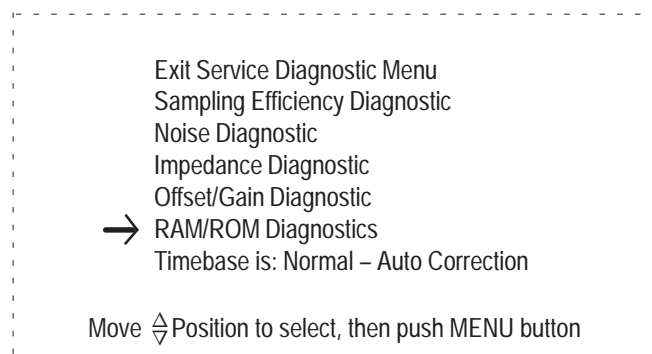 Exit Service Diagnostic Menu
Sampling Efficiency Diagnostic
Noise Diagnostic
Impedance Diagnostic
Offset/Gain Diagnostic
→ RAM/ROM Diagnostics
Timebase is: Normal – Auto Correction
Move △▽ Position to select, then push MENU button